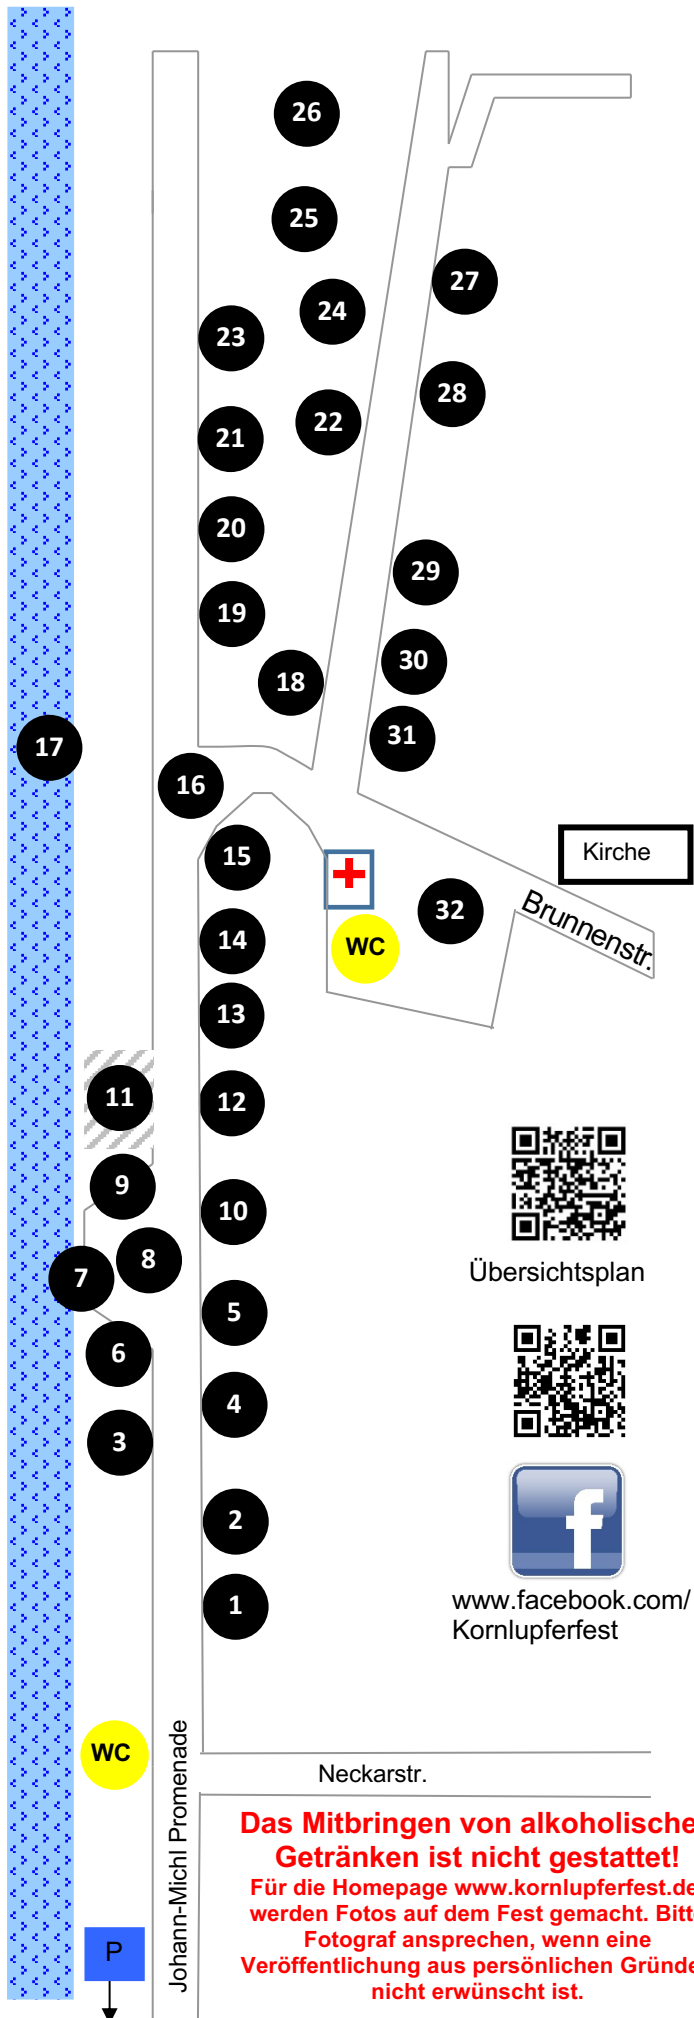 26
25
27
24
23
28
22
21
20
29
19
30
18
31
17
16
Kirche
15
32
Brunnenstr.
14
WC
13
11
12
9
10
8
Übersichtsplan
7
5
6
4
3
2
www.facebook.com/
Kornlupferfest
1
WC
Johann-Michl Promenade
Neckarstr.
Das Mitbringen von alkoholische
Getränken ist nicht gestattet!
Für die Homepage www.kornlupferfest.de
werden Fotos auf dem Fest gemacht. Bitt
Fotograf ansprechen, wenn eine
Veröffentlichung aus persönlichen Gründe
nicht erwünscht ist.
P